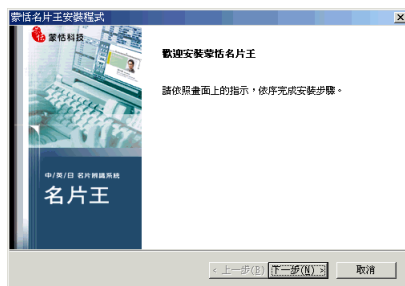 蒙恬名片王安裝程式
蒙恬科技
歡迎安裝蒙恬名片王
請依照畫面上的指示，依序完成安裝步驟。
中/英/日 名片辨識系統
名片王
< 上一步(B)
下一步(N) >
取消